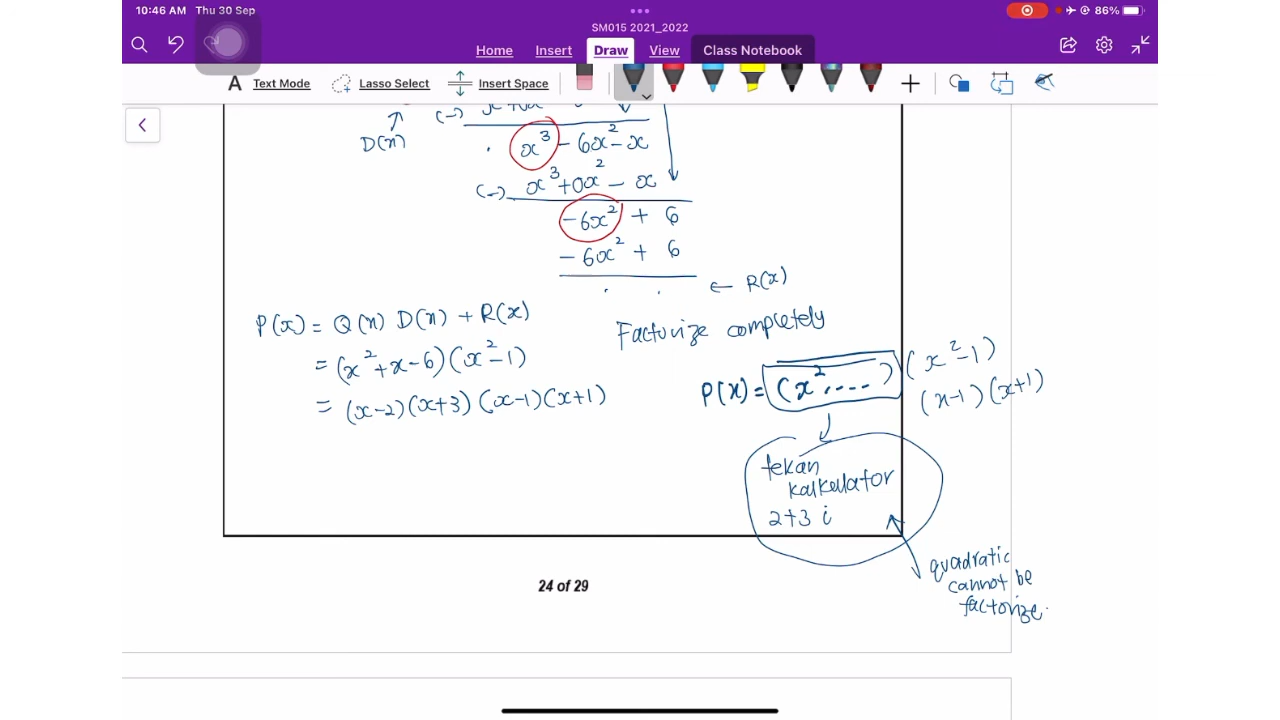 10:46 AM Thu 30 Sep
86%
SM015 2021_2022
Home Insert Draw View Class Notebook
A Text Mode Lasso Select Insert Space
(-)
D(x)
x³ - 6x² - x
(-) x³ + 0x² - x
-6x² + 6
-6x² + 6
← R(x)
P(x) = Q(x) D(x) + R(x)
= (x² + x - 6)(x² - 1)
= (x-2)(x+3)(x-1)(x+1)
Factorize completely
P(x) = (x² .....) (x² - 1)
(x-1)(x+1)
tekan
kalkulator
2+3 i
quadratic
cannot be
factorize.
24 of 29